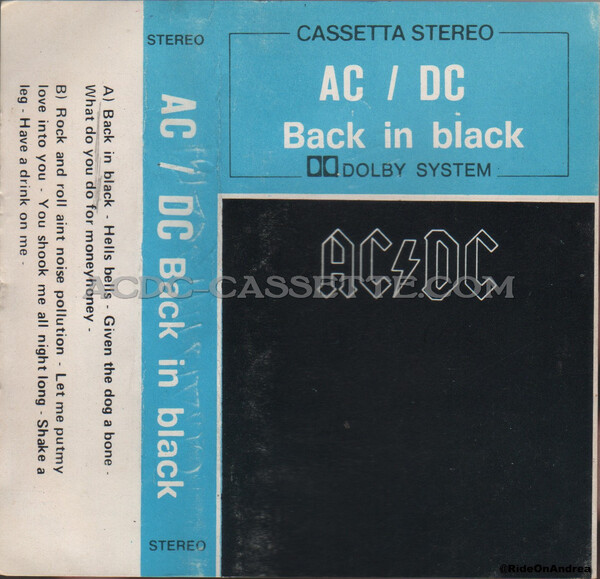 CASSETTA STEREO
AC / DC
Back in black
DOLBY SYSTEM
AC/DC
STEREO
AC / DC Back in black
STEREO
A) Back in black - Hells bells - Given the dog a bone -
What do you do for moneyhoney -
B) Rock and roll aint noise pollution - Let me putmy
love into you - You shook me all night long - Shake a
leg - Have a drink on me -
ACDC-CASSETTE.COM
@RideOnAndrea